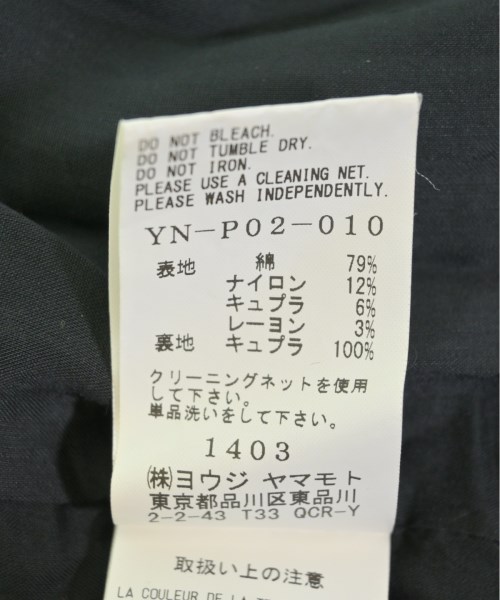 DO NOT BLEACH.
DO NOT TUMBLE DRY.
DO NOT IRON.
PLEASE USE A CLEANING NET.
PLEASE WASH INDEPENDENTLY.
YN-P02-010
表地 綿 79%
ナイロン 12%
キュプラ 6%
レーヨン 3%
裏地 キュプラ 100%
クリーニングネットを使用
して下さい。
単品洗いをして下さい。
1403
㈱ヨウジ ヤマモト
東京都品川区東品川
2-2-43 T33 QCR-Y
取扱い上の注意
LA COULEUR DE LA